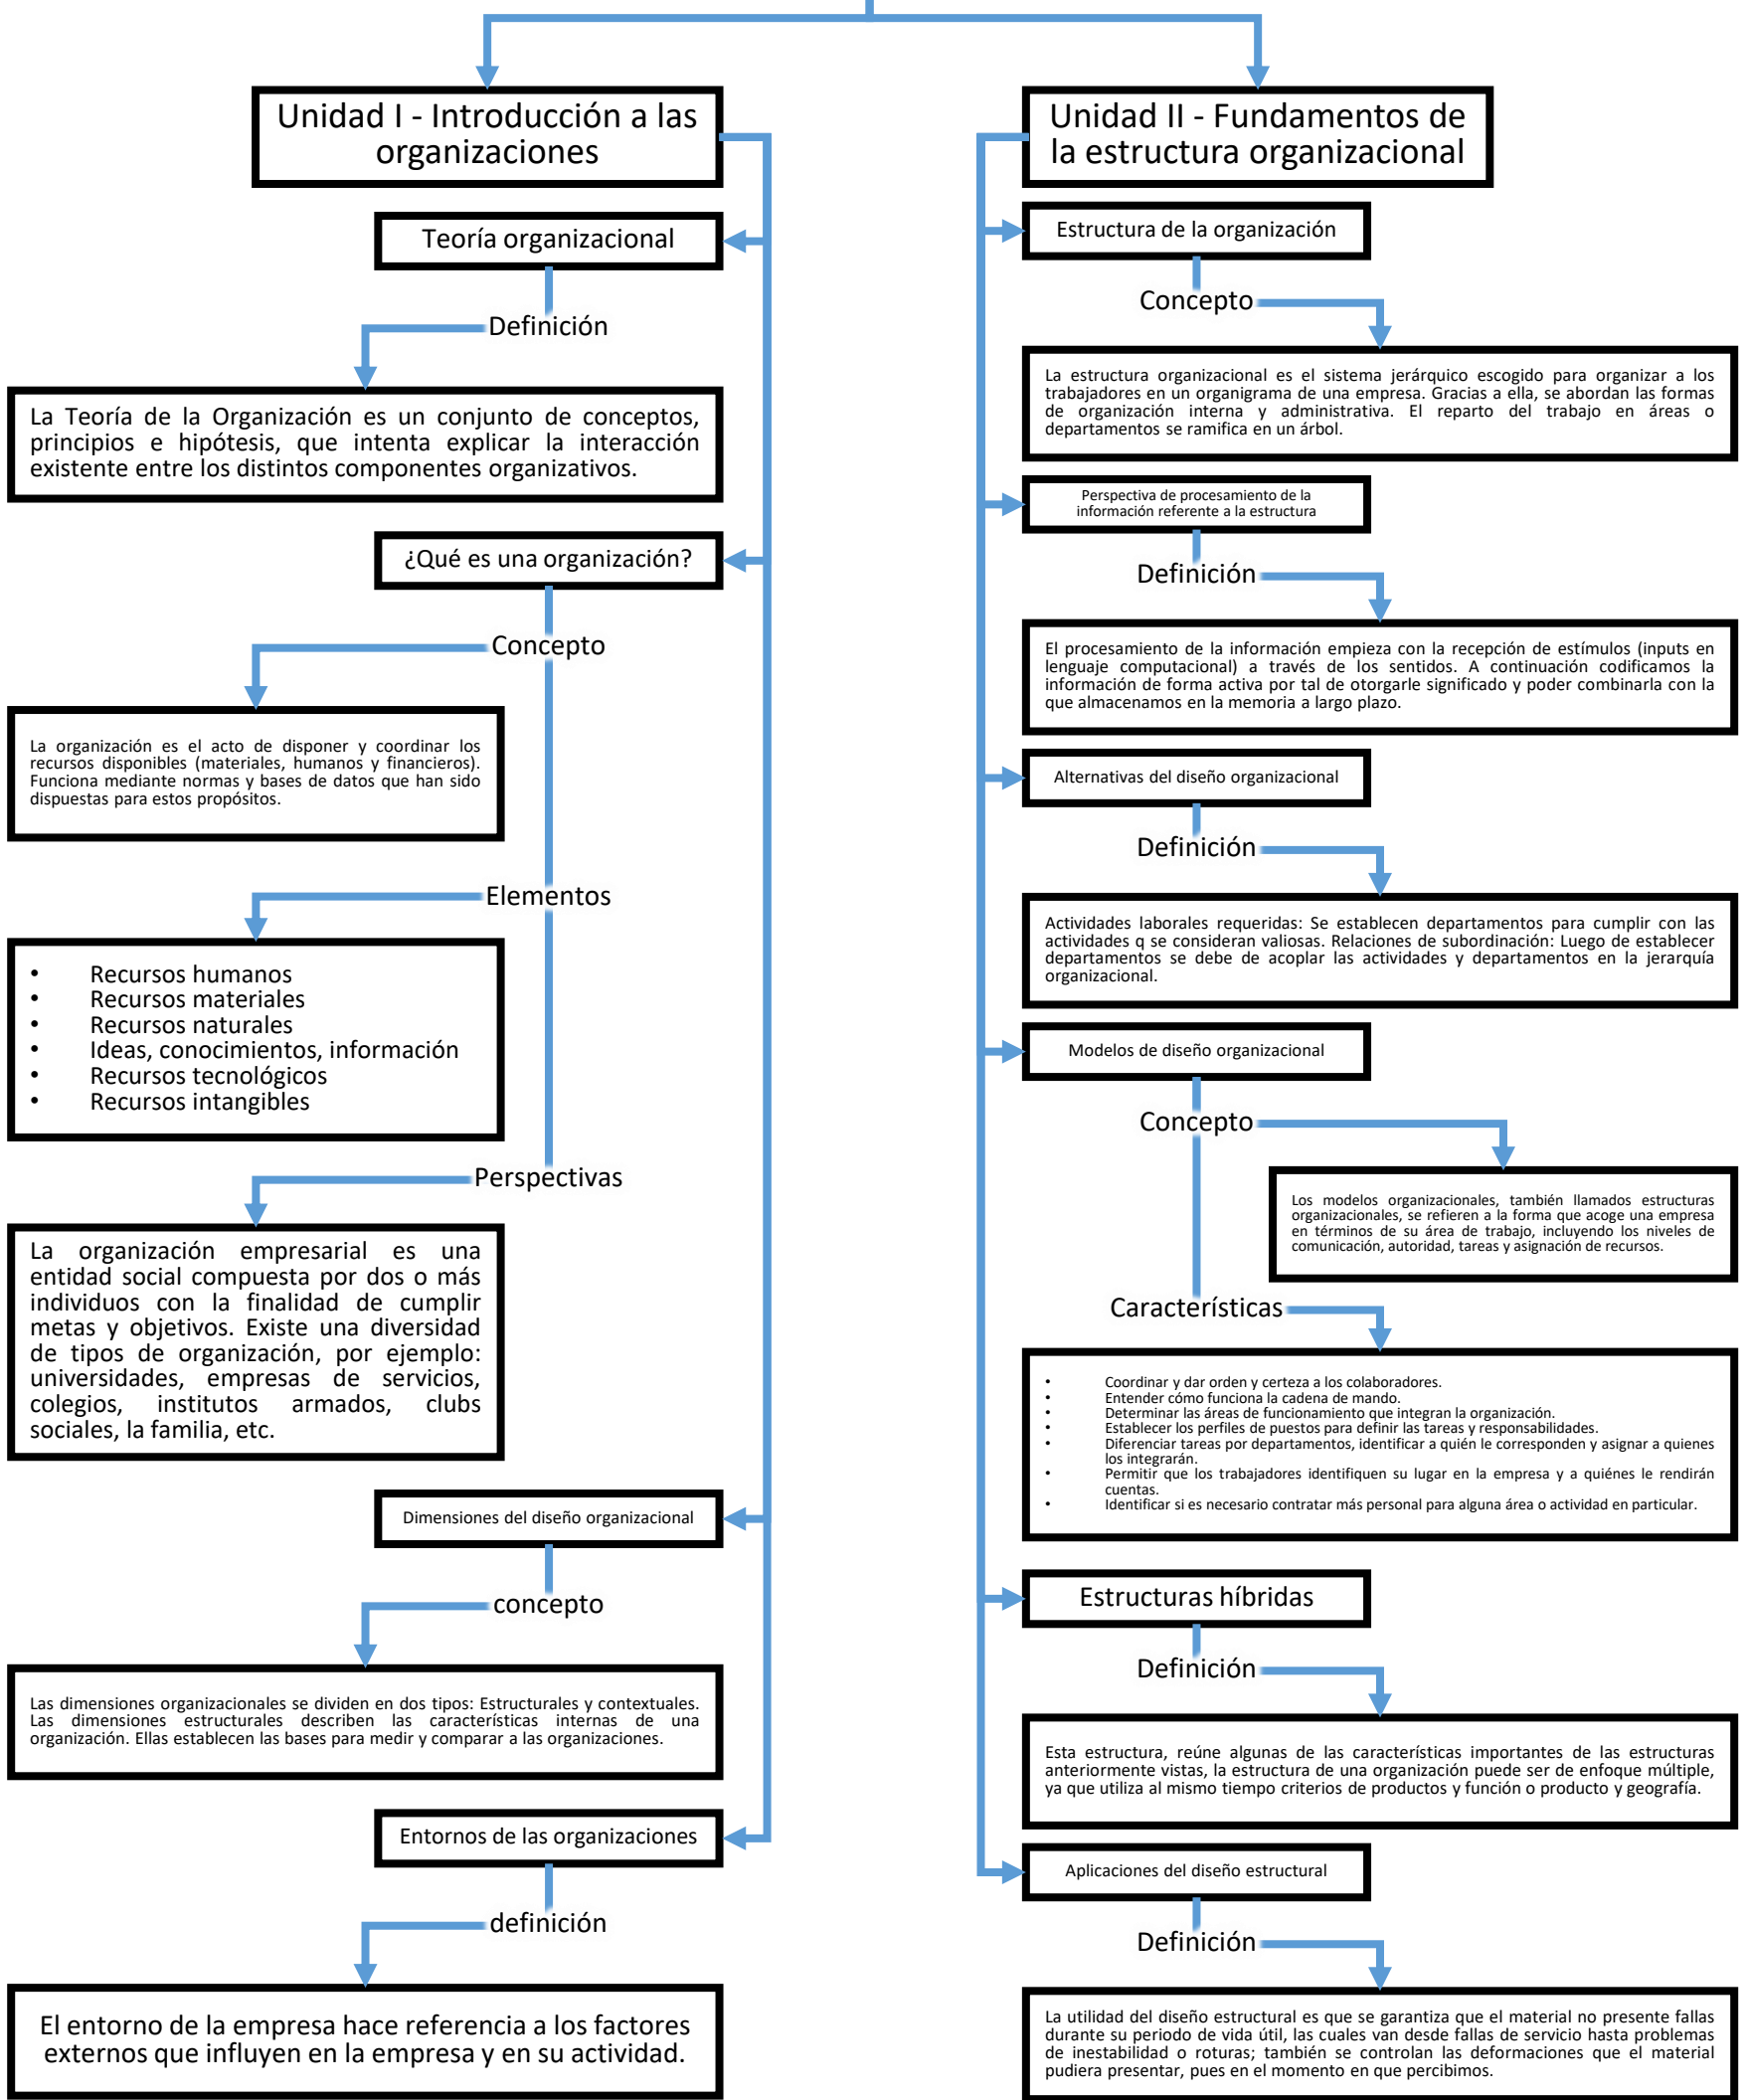 Unidad I - Introducción a las
organizaciones
Teoría organizacional
Definición
La Teoría de la Organización es un conjunto de conceptos,
principios e hipótesis, que intenta explicar la interacción
existente entre los distintos componentes organizativos.
¿Qué es una organización?
Concepto
La organización es el acto de disponer y coordinar los
recursos disponibles (materiales, humanos y financieros).
Funciona mediante normas y bases de datos que han sido
dispuestas para estos propósitos.
Elementos
• Recursos humanos
• Recursos materiales
• Recursos naturales
• Ideas, conocimientos, información
• Recursos tecnológicos
• Recursos intangibles
Perspectivas
La organización empresarial es una
entidad social compuesta por dos o más
individuos con la finalidad de cumplir
metas y objetivos. Existe una diversidad
de tipos de organización, por ejemplo:
universidades, empresas de servicios,
colegios, institutos armados, clubs
sociales, la familia, etc.
Dimensiones del diseño organizacional
concepto
Las dimensiones organizacionales se dividen en dos tipos: Estructurales y contextuales.
Las dimensiones estructurales describen las características internas de una
organización. Ellas establecen las bases para medir y comparar a las organizaciones.
Entornos de las organizaciones
definición
El entorno de la empresa hace referencia a los factores
externos que influyen en la empresa y en su actividad.
Unidad II - Fundamentos de
la estructura organizacional
Estructura de la organización
Concepto
La estructura organizacional es el sistema jerárquico escogido para organizar a los
trabajadores en un organigrama de una empresa. Gracias a ella, se abordan las formas
de organización interna y administrativa. El reparto del trabajo en áreas o
departamentos se ramifica en un árbol.
Perspectiva de procesamiento de la
información referente a la estructura
Definición
El procesamiento de la información empieza con la recepción de estímulos (inputs en
lenguaje computacional) a través de los sentidos. A continuación codificamos la
información de forma activa por tal de otorgarle significado y poder combinarla con la
que almacenamos en la memoria a largo plazo.
Alternativas del diseño organizacional
Definición
Actividades laborales requeridas: Se establecen departamentos para cumplir con las
actividades q se consideran valiosas. Relaciones de subordinación: Luego de establecer
departamentos se debe de acoplar las actividades y departamentos en la jerarquía
organizacional.
Modelos de diseño organizacional
Concepto
Los modelos organizacionales, también llamados estructuras
organizacionales, se refieren a la forma que acoge una empresa
en términos de su área de trabajo, incluyendo los niveles de
comunicación, autoridad, tareas y asignación de recursos.
Características
• Coordinar y dar orden y certeza a los colaboradores.
• Entender cómo funciona la cadena de mando.
• Determinar las áreas de funcionamiento que integran la organización.
• Establecer los perfiles de puestos para definir las tareas y responsabilidades.
• Diferenciar tareas por departamentos, identificar a quién le corresponden y asignar a quienes
los integrarán.
• Permitir que los trabajadores identifiquen su lugar en la empresa y a quiénes le rendirán
cuentas.
• Identificar si es necesario contratar más personal para alguna área o actividad en particular.
Estructuras híbridas
Definición
Esta estructura, reúne algunas de las características importantes de las estructuras
anteriormente vistas, la estructura de una organización puede ser de enfoque múltiple,
ya que utiliza al mismo tiempo criterios de productos y función o producto y geografía.
Aplicaciones del diseño estructural
Definición
La utilidad del diseño estructural es que se garantiza que el material no presente fallas
durante su periodo de vida útil, las cuales van desde fallas de servicio hasta problemas
de inestabilidad o roturas; también se controlan las deformaciones que el material
pudiera presentar, pues en el momento en que percibimos.